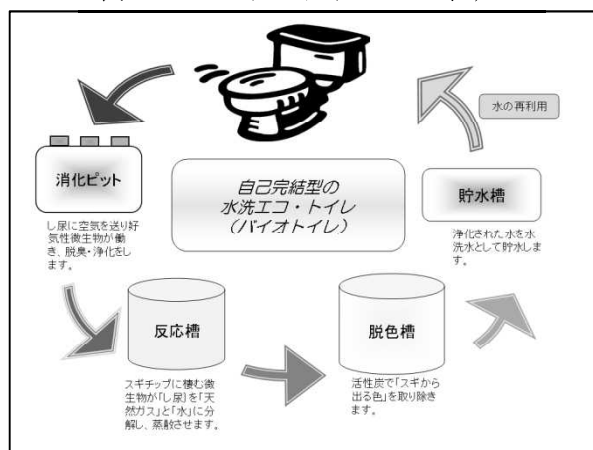 水の再利用
自己完結型の
水洗エコ・トイレ
（バイオトイレ）
消化ピット
し尿に空気を送り好
気性微生物が働
き、脱臭・浄化をし
ます。
反応槽
スギチップに棲む微
生物が「し尿」を「天
然ガス」と「水」に分
解し、蒸散させます。
脱色槽
活性炭で「スギから
出る色」を取り除き
ます。
貯水槽
浄化された水を水
洗水として貯水しま
す。